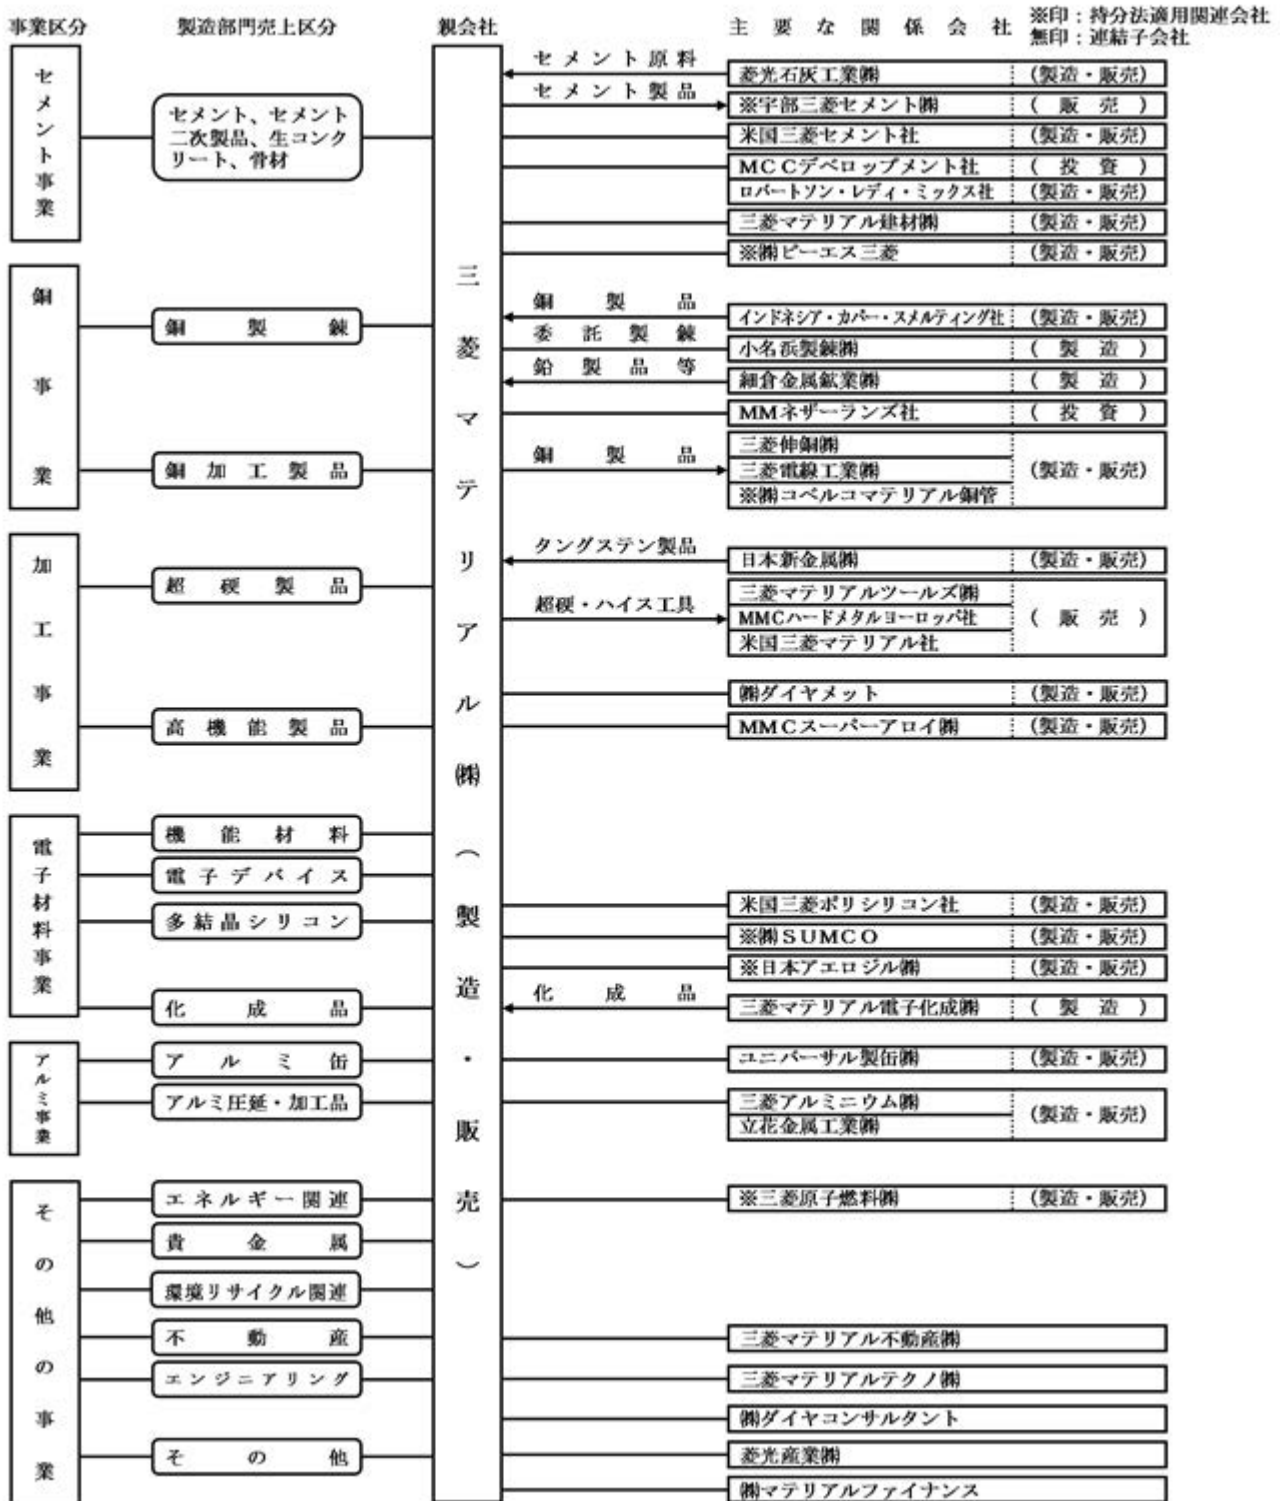 事業区分 製造部門売上区分 親会社 主要な関係会社 ※印：持分法適用関連会社
無印：連結子会社
セメント事業
セメント、セメント
二次製品、生コンク
リート、骨材
三菱マテリアル㈱（製造・販売）
セメント原料
菱光石灰工業㈱ (製造・販売)
セメント製品
※宇部三菱セメント㈱ (販売)
米国三菱セメント社 (製造・販売)
MCCデベロップメント社 (投資)
ロバートソン・レディ・ミックス社 (製造・販売)
三菱マテリアル建材㈱ (製造・販売)
※㈱ピーエス三菱 (製造・販売)
銅事業
銅製錬
銅製品
インドネシア・カパー・スメルティング社 (製造・販売)
委託製錬
小名浜製錬㈱ (製造)
鉛製品等
細倉金属鉱業㈱ (製造)
MMネザーランズ社 (投資)
銅加工製品
銅製品
三菱伸銅㈱
三菱電線工業㈱ (製造・販売)
※㈱コベルコマテリアル銅管
加工事業
超硬製品
タングステン製品
日本新金属㈱ (製造・販売)
超硬・ハイス工具
三菱マテリアルツールズ㈱
MMCハードメタルヨーロッパ社 (販売)
米国三菱マテリアル社
㈱ダイヤメット (製造・販売)
高機能製品
MMCスーパーアロイ㈱ (製造・販売)
電子材料事業
機能材料
電子デバイス
多結晶シリコン
米国三菱ポリシリコン社 (製造・販売)
※㈱SUMCO (製造・販売)
※日本アエロジル㈱ (製造・販売)
化成品
化成品
三菱マテリアル電子化成㈱ (製造)
アルミ事業
アルミ缶
ユニバーサル製缶㈱ (製造・販売)
アルミ圧延・加工品
三菱アルミニウム㈱
立花金属工業㈱ (製造・販売)
その他の事業
エネルギー関連
※三菱原子燃料㈱ (製造・販売)
貴金属
環境リサイクル関連
不動産
三菱マテリアル不動産㈱
エンジニアリング
三菱マテリアルテクノ㈱
㈱ダイヤコンサルタント
その他
菱光産業㈱
㈱マテリアルファイナンス